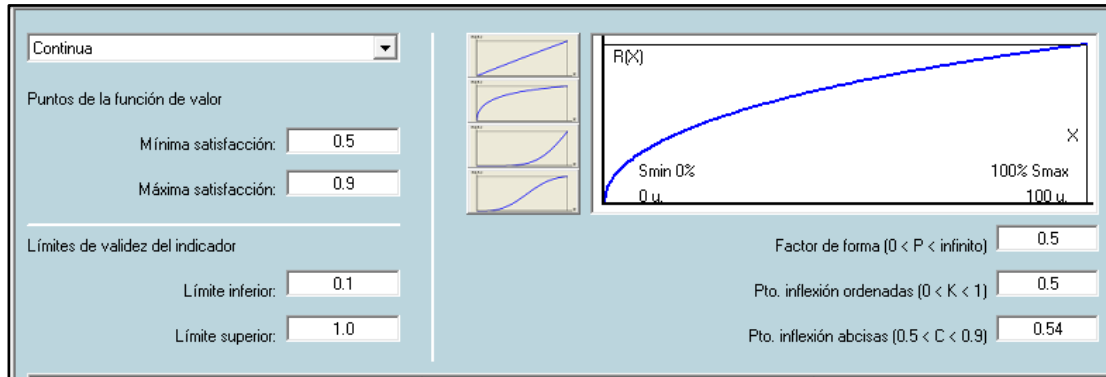 Continua
Puntos de la función de valor
Mínima satisfacción: 0.5
Máxima satisfacción: 0.9
Límites de validez del indicador
Límite inferior: 0.1
Límite superior: 1.0
R(X)
X
Smin 0% 100% Smax
0 u. 100 u.
Factor de forma (0 < P < infinito) 0.5
Pto. inflexión ordenadas (0 < K < 1) 0.5
Pto. inflexión abcisas (0.5 < C < 0.9) 0.54